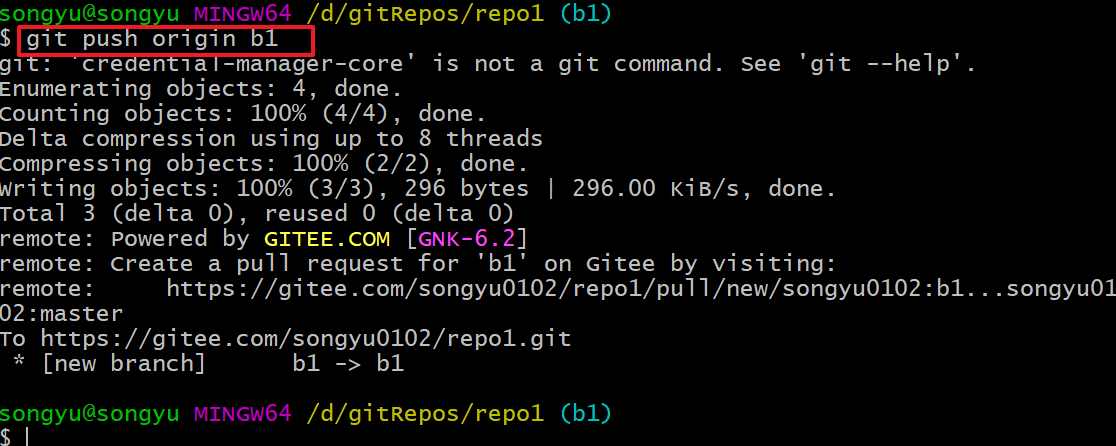 songyu@songyu MINGW64 /d/gitRepos/repo1 (b1)
$ git push origin b1
git: 'credential-manager-core' is not a git command. See 'git --help'.
Enumerating objects: 4, done.
Counting objects: 100% (4/4), done.
Delta compression using up to 8 threads
Compressing objects: 100% (2/2), done.
Writing objects: 100% (3/3), 296 bytes | 296.00 KiB/s, done.
Total 3 (delta 0), reused 0 (delta 0)
remote: Powered by GITEE.COM [GNK-6.2]
remote: Create a pull request for 'b1' on Gitee by visiting:
remote:     https://gitee.com/songyu0102/repo1/pull/new/songyu0102:b1...songyu01
02:master
To https://gitee.com/songyu0102/repo1.git
 * [new branch]      b1 -> b1
songyu@songyu MINGW64 /d/gitRepos/repo1 (b1)
$